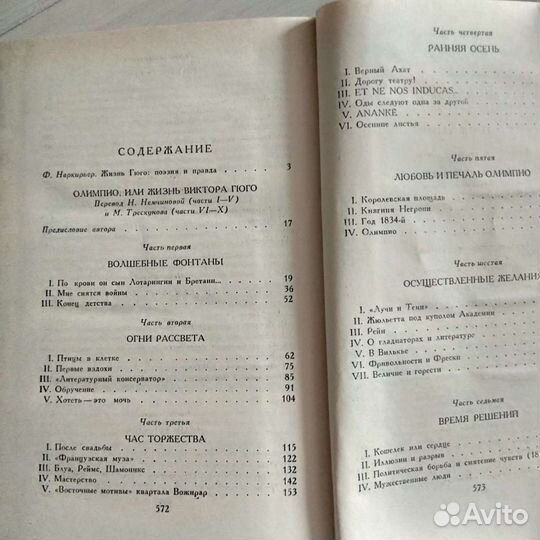 СОДЕРЖАНИЕ
Ф. Наркирьер. Жизнь Гюго: поэзия и правда . . . . . 3
ОЛИМПИО, ИЛИ ЖИЗНЬ ВИКТОРА ГЮГО
Перевод Н. Немчиновой (части I—V)
и М. Трескунова (части VI—X)
Предисловие автора . . . . . 17
Часть первая
ВОЛШЕБНЫЕ ФОНТАНЫ
I. По крови он сын Лотарингии и Бретани... . . . . . 19
II. Мне снятся войны . . . . . 36
III. Конец детства . . . . . 52
Часть вторая
ОГНИ РАССВЕТА
I. Птицы в клетке . . . . . 62
II. Первые вздохи . . . . . 75
III. «Литературный консерватор» . . . . . 85
IV. Обручение . . . . . 91
V. Хотеть — это мочь . . . . . 104
Часть третья
ЧАС ТОРЖЕСТВА
I. После свадьбы . . . . . 115
II. «Французская муза» . . . . . 122
III. Блуа, Реймс, Шамоникс . . . . . 132
IV. Мастерство . . . . . 142
V. «Восточные мотивы» квартала Вожирар . . . . . 153
572
Часть четвертая
РАННЯЯ ОСЕНЬ
I. Верный Ахат . . . . .
II. Дорогу театру! . . . . .
III. ET NE NOS INDUCAS.. . . . . .
IV. Оды следуют одна за другой . . . . .
V. ANANKE . . . . .
VI. Осенние листья . . . . .
Часть пятая
ЛЮБОВЬ И ПЕЧАЛЬ ОЛИМПИО
I. Королевская площадь . . . . .
II. Княгиня Негрони . . . . .
III. Год 1834-й . . . . .
IV. Олимпио . . . . .
Часть шестая
ОСУЩЕСТВЛЕННЫЕ ЖЕЛАНИ
I. «Лучи и Тени» . . . . .
II. Жюльетта под куполом Академии . . . . .
III. Рейн . . . . .
IV. О гладиаторах и литературе . . . . .
V. В Вилькье . . . . .
VI. Фривольности и Фрески . . . . .
VII. Величие и горести . . . . .
Часть седьмая
ВРЕМЯ РЕШЕНИЙ
I. Кошелек или сердце . . . . .
II. Иллюзии и разрыв . . . . .
III. Политическая борьба и смятение чувств (18
IV. Мужественные люди . . . . .
573
Avito